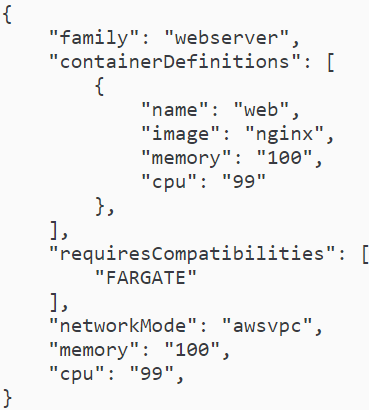 {
    "family": "webserver",
    "containerDefinitions": [
        {
            "name": "web",
            "image": "nginx",
            "memory": "100",
            "cpu": "99"
        },
    ],
    "requiresCompatibilities": [
        "FARGATE"
    ],
    "networkMode": "awsvpc",
    "memory": "100",
    "cpu": "99",
}